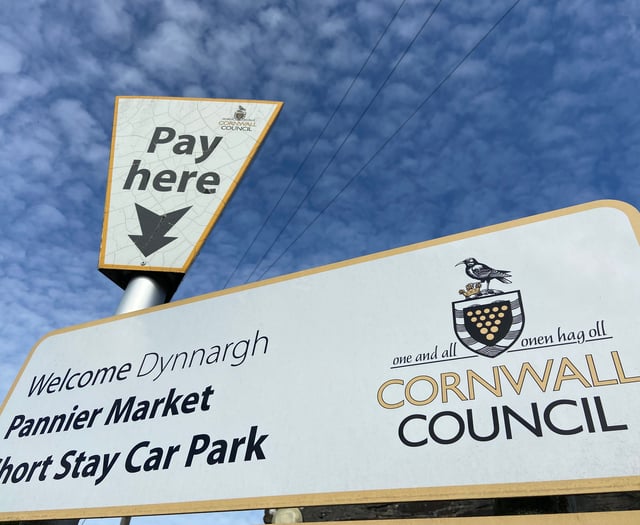 Pay
here
CORNWALL
COUNCIL
Welcome Dynnargh
Pannier Market
Short Stay Car Park
one and all
onen hag oll
CORNWALL
COUNCIL